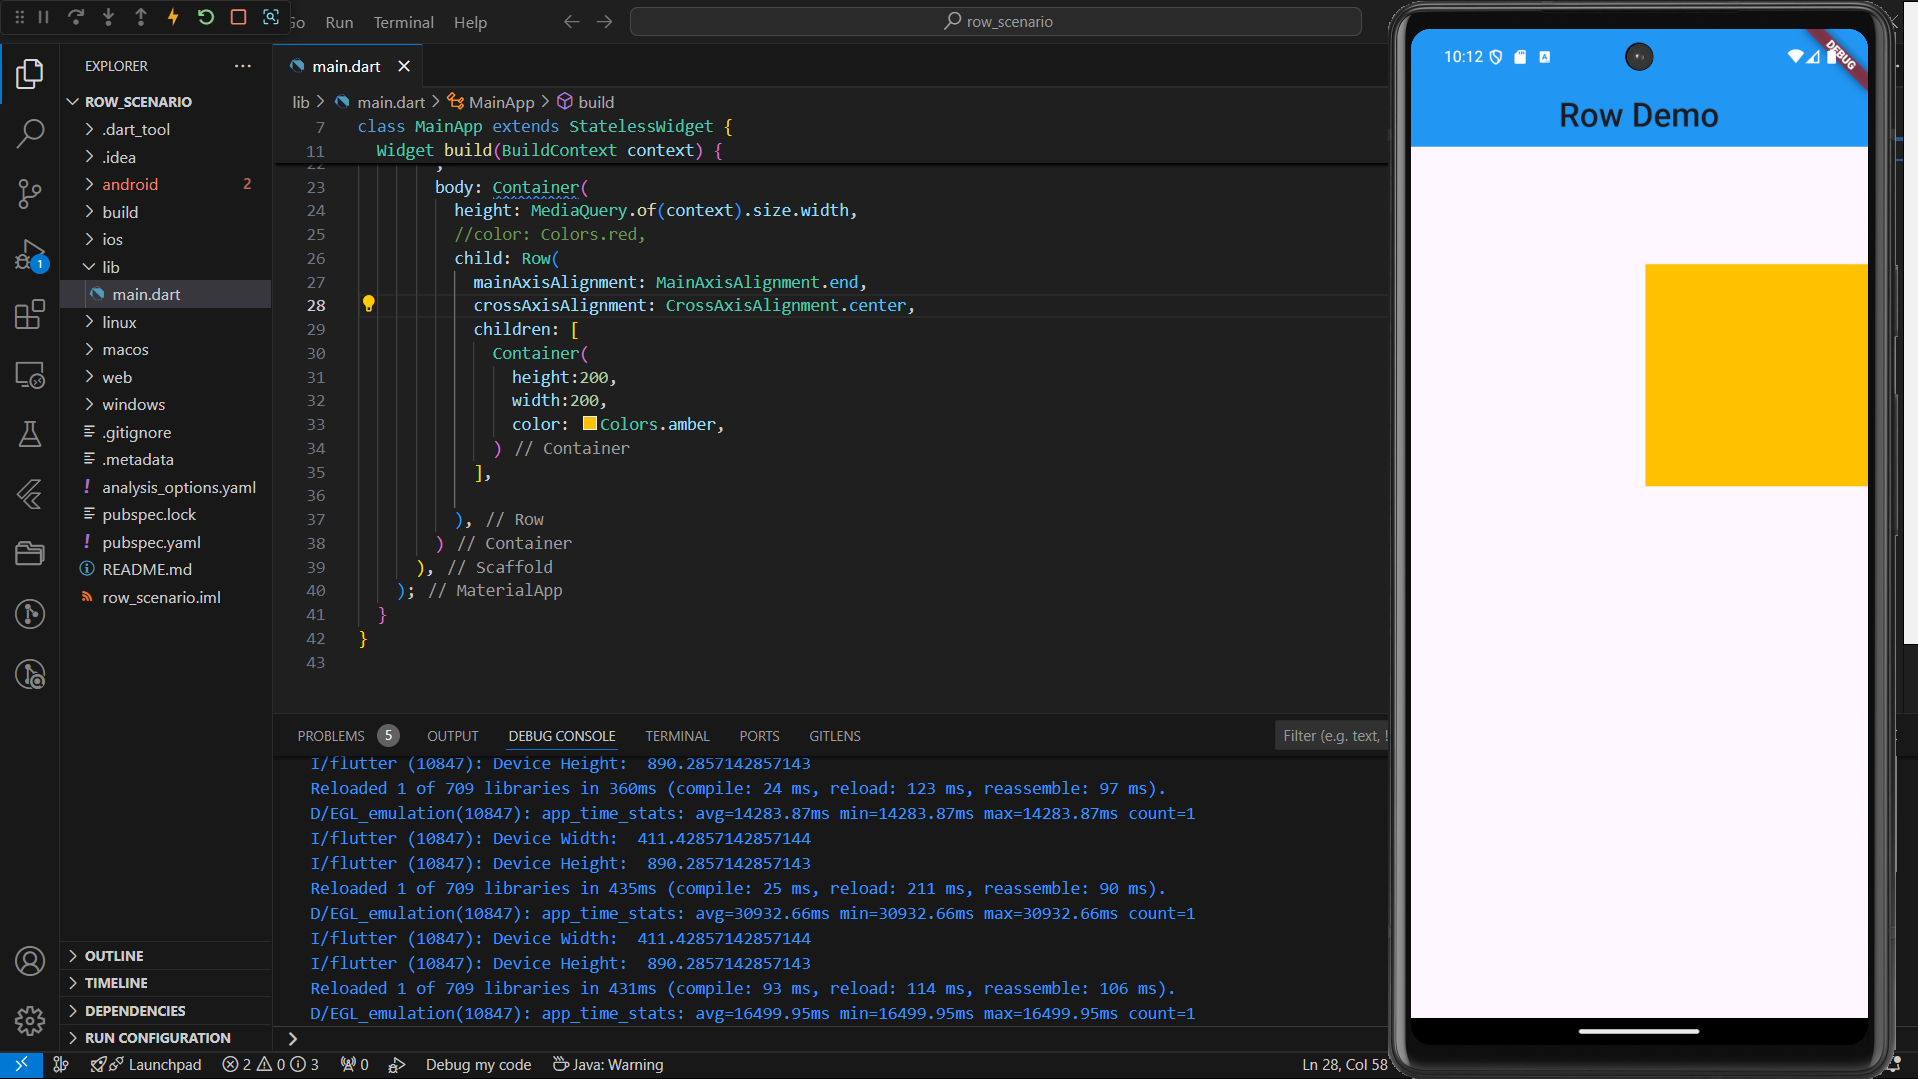 Go Run Terminal Help
row_scenario
EXPLORER
ROW_SCENARIO
.dart_tool
.idea
android 2
build
ios
lib
main.dart
linux
macos
web
windows
.gitignore
.metadata
! analysis_options.yaml
pubspec.lock
! pubspec.yaml
README.md
row_scenario.iml
OUTLINE
TIMELINE
DEPENDENCIES
RUN CONFIGURATION
1
main.dart
lib > main.dart > MainApp > build
7 class MainApp extends StatelessWidget {
11 Widget build(BuildContext context) {
22 ,
23 body: Container(
24 height: MediaQuery.of(context).size.width,
25 //color: Colors.red,
26 child: Row(
27 mainAxisAlignment: MainAxisAlignment.end,
28 crossAxisAlignment: CrossAxisAlignment.center,
29 children: [
30 Container(
31 height:200,
32 width:200,
33 color: Colors.amber,
34 ) // Container
35 ],
36
37 ), // Row
38 ) // Container
39 ), // Scaffold
40 ); // MaterialApp
41 }
42 }
43
PROBLEMS 5 OUTPUT DEBUG CONSOLE TERMINAL PORTS GITLENS
Filter (e.g. text, !
I/flutter (10847): Device Height: 890.2857142857143
Reloaded 1 of 709 libraries in 360ms (compile: 24 ms, reload: 123 ms, reassemble: 97 ms).
D/EGL_emulation(10847): app_time_stats: avg=14283.87ms min=14283.87ms max=14283.87ms count=1
I/flutter (10847): Device Width: 411.42857142857144
I/flutter (10847): Device Height: 890.2857142857143
Reloaded 1 of 709 libraries in 435ms (compile: 25 ms, reload: 211 ms, reassemble: 90 ms).
D/EGL_emulation(10847): app_time_stats: avg=30932.66ms min=30932.66ms max=30932.66ms count=1
I/flutter (10847): Device Width: 411.42857142857144
I/flutter (10847): Device Height: 890.2857142857143
Reloaded 1 of 709 libraries in 431ms (compile: 93 ms, reload: 114 ms, reassemble: 106 ms).
D/EGL_emulation(10847): app_time_stats: avg=16499.95ms min=16499.95ms max=16499.95ms count=1
>
Launchpad 2 0 3 0 Debug my code Java: Warning
Ln 28, Col 58
10:12
A
DEBUG
Row Demo